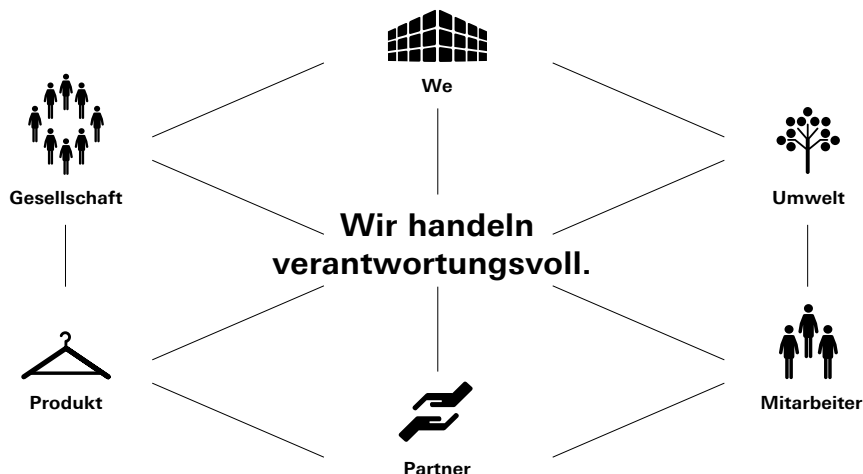 We
Gesellschaft
Umwelt
Wir handeln
verantwortungsvoll.
Produkt
Mitarbeiter
Partner